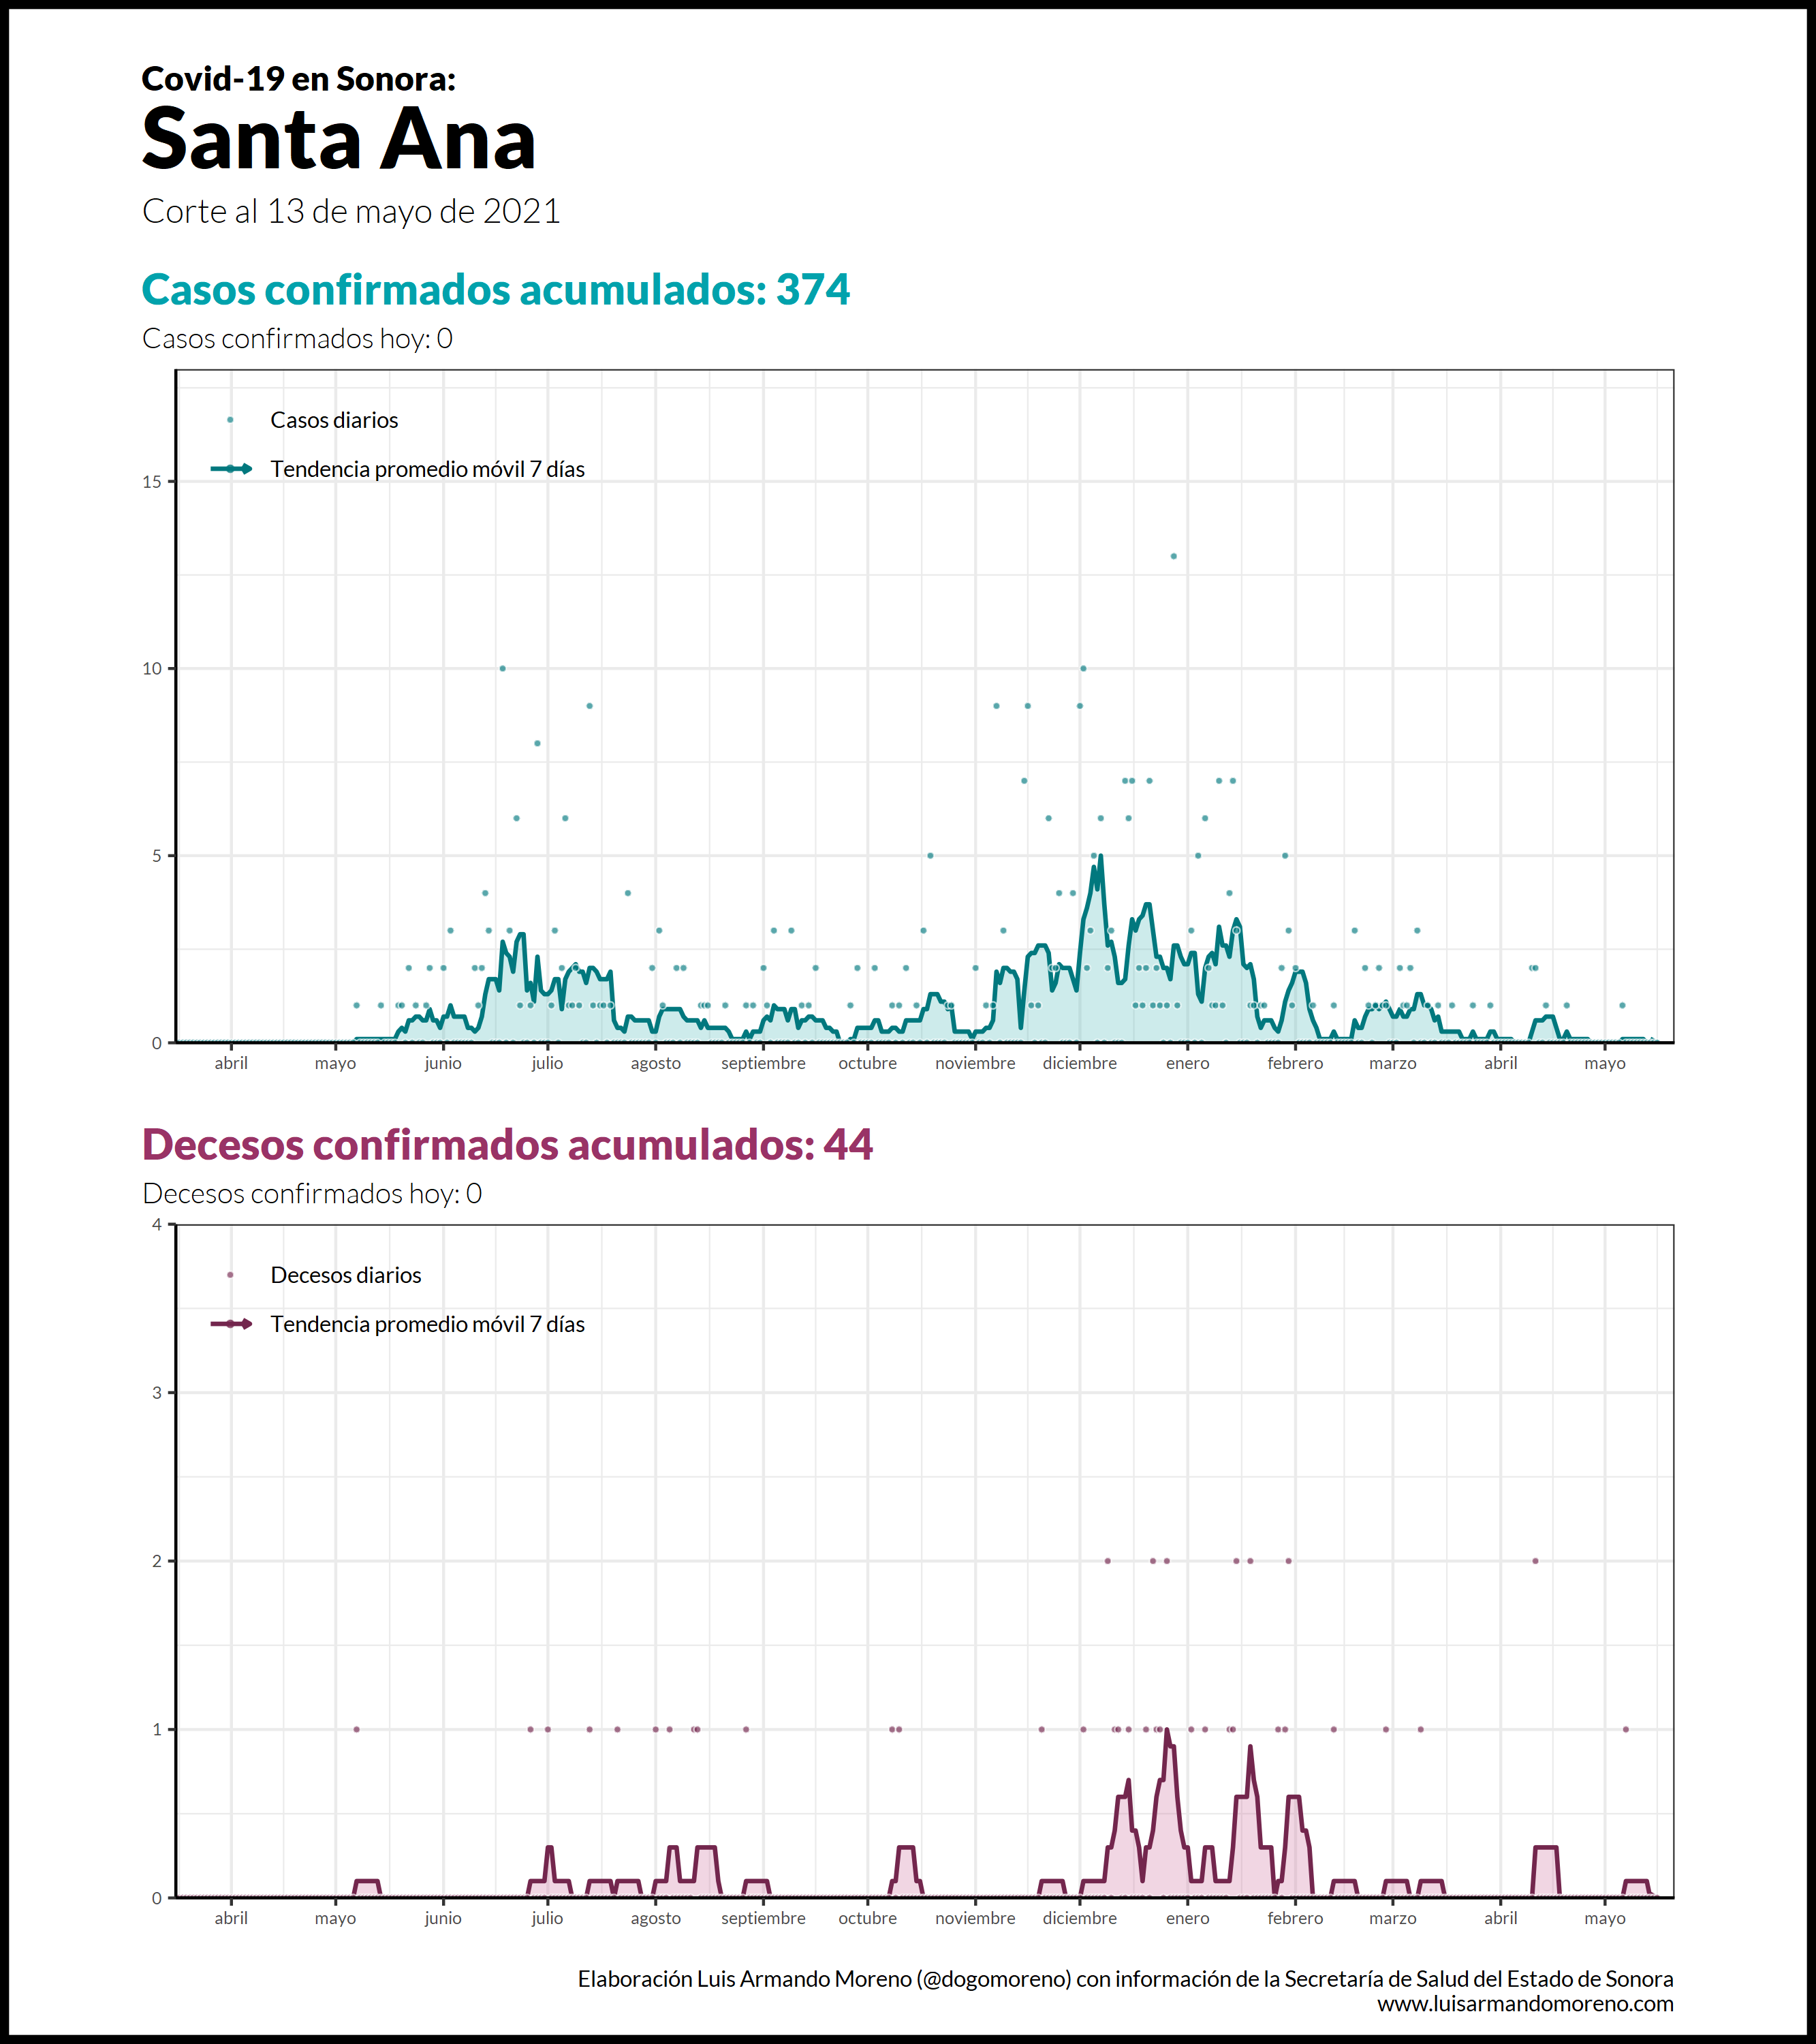 Covid-19 en Sonora:
Santa Ana
Corte al 13 de mayo de 2021
Casos confirmados acumulados: 374
Casos confirmados hoy: 0
Casos diarios
Tendencia promedio móvil 7 días
15
10
5
0
abril mayo junio julio agosto septiembre octubre noviembre diciembre enero febrero marzo abril mayo
Decesos confirmados acumulados: 44
Decesos confirmados hoy: 0
4
Decesos diarios
Tendencia promedio móvil 7 días
3
2
1
0
abril mayo junio julio agosto septiembre octubre noviembre diciembre enero febrero marzo abril mayo
Elaboración Luis Armando Moreno (@dogomoreno) con información de la Secretaría de Salud del Estado de Sonora
www.luisarmandomoreno.com